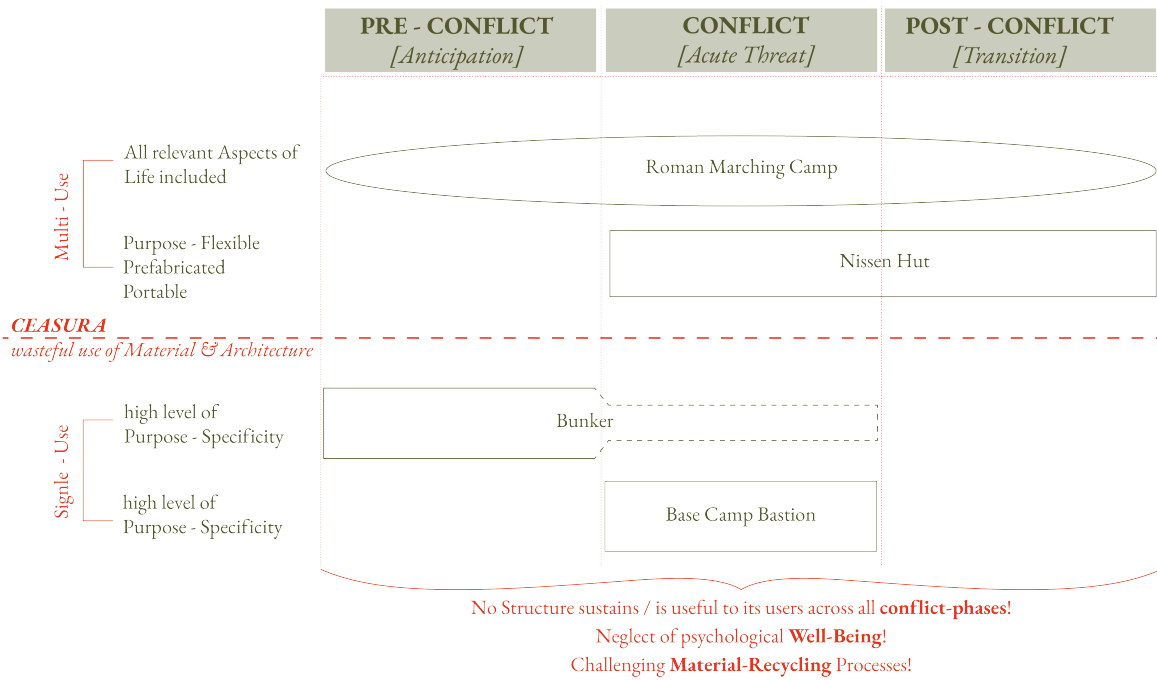 PRE - CONFLICT
[Anticipation]
CONFLICT
[Acute Threat]
POST - CONFLICT
[Transition]
Multi - Use
All relevant Aspects of
Life included
Roman Marching Camp
Purpose - Flexible
Prefabricated
Portable
Nissen Hut
CEASURA
wasteful use of Material & Architecture
Signle - Use
high level of
Purpose - Specificity
Bunker
high level of
Purpose - Specificity
Base Camp Bastion
No Structure sustains / is useful to its users across all conflict-phases!
Neglect of psychological Well-Being!
Challenging Material-Recycling Processes!